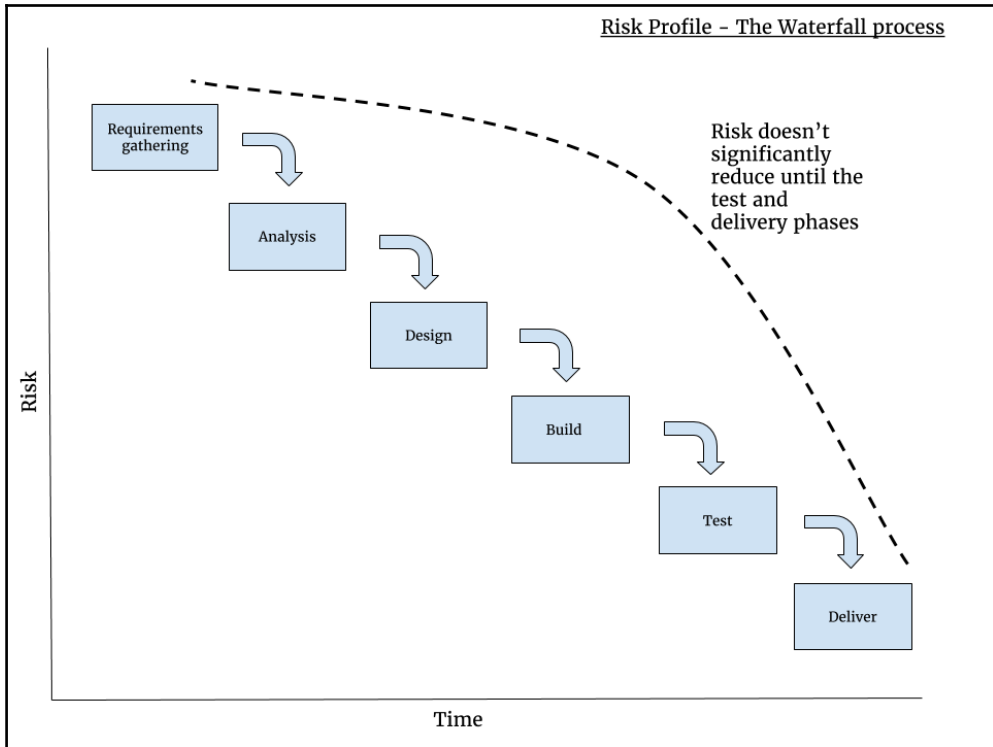 Risk Profile - The Waterfall process
Requirements
gathering
Risk doesn't
significantly
reduce until the
test and
delivery phases
Analysis
Design
Risk
Build
Test
Deliver
Time